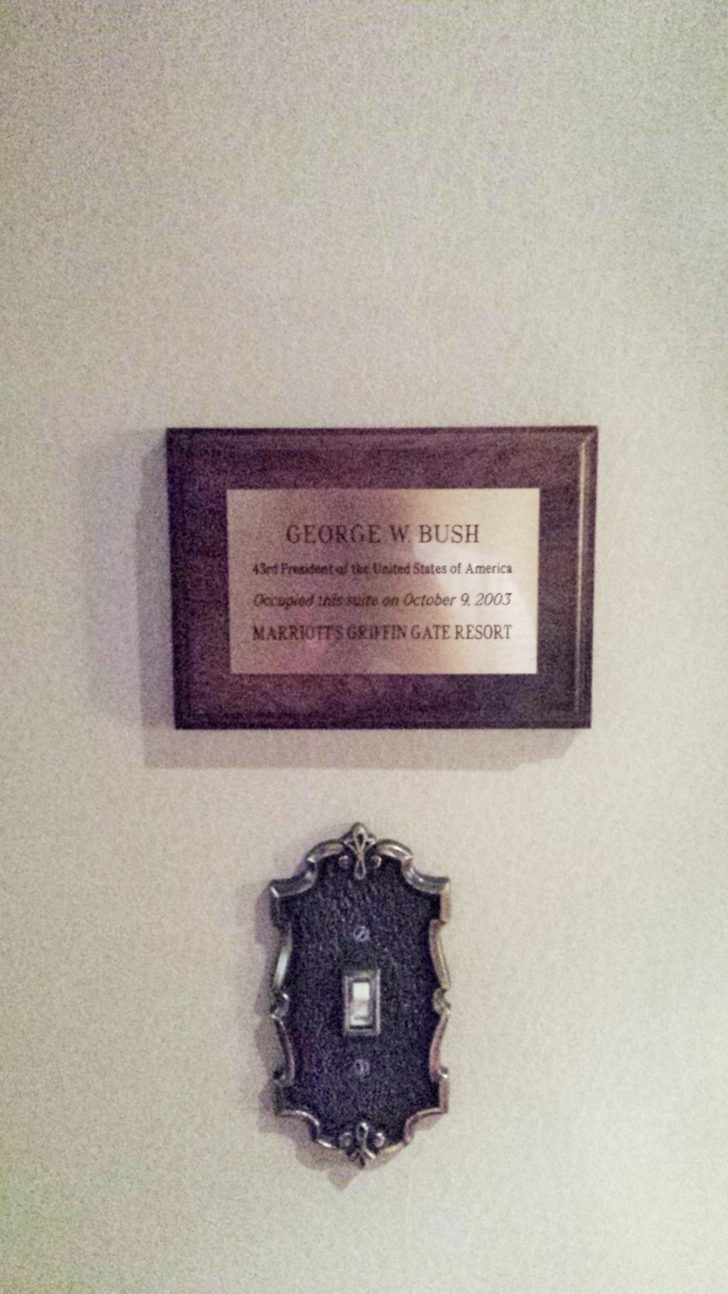 GEORGE W. BUSH
43rd President of the United States of America
Occupied this suite on October 9, 2003
MARRIOTT'S GRIFFIN GATE RESORT